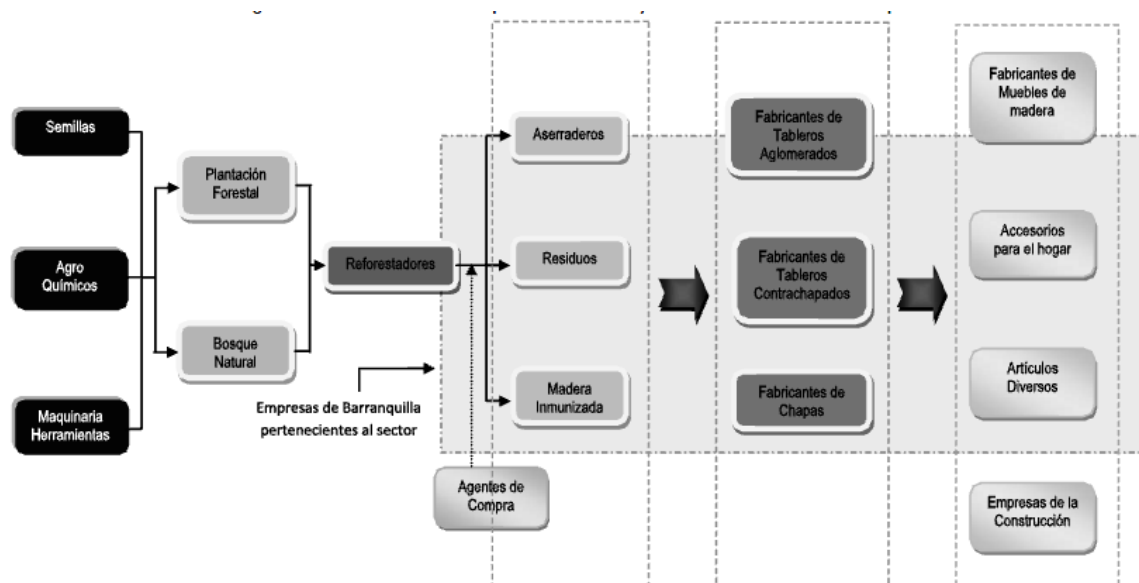 Semillas
Agro
Químicos
Maquinaria
Herramientas
Plantación
Forestal
Bosque
Natural
Reforestadores
Empresas de Barranquilla
pertenecientes al sector
Agentes de
Compra
Aserraderos
Residuos
Madera
Inmunizada
Fabricantes de
Tableros
Aglomerados
Fabricantes de
Tableros
Contrachapados
Fabricantes de
Chapas
Fabricantes de
Muebles de
madera
Accesorios
para el hogar
Artículos
Diversos
Empresas de la
Construcción